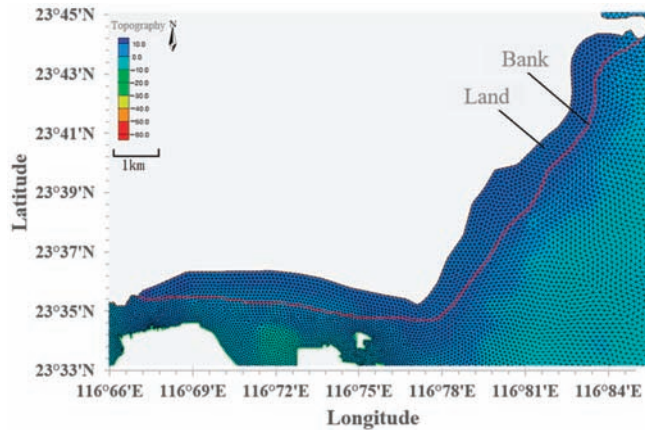 Topography
N
10.0
0.0
-10.0
-20.0
-30.0
-40.0
-50.0
-60.0
1km
Bank
Land
Latitude
23°45'N
23°43'N
23°41'N
23°39'N
23°37'N
23°35'N
23°33'N
116°66'E 116°69'E 116°72'E 116°75'E 116°78'E 116°81'E 116°84'E
Longitude